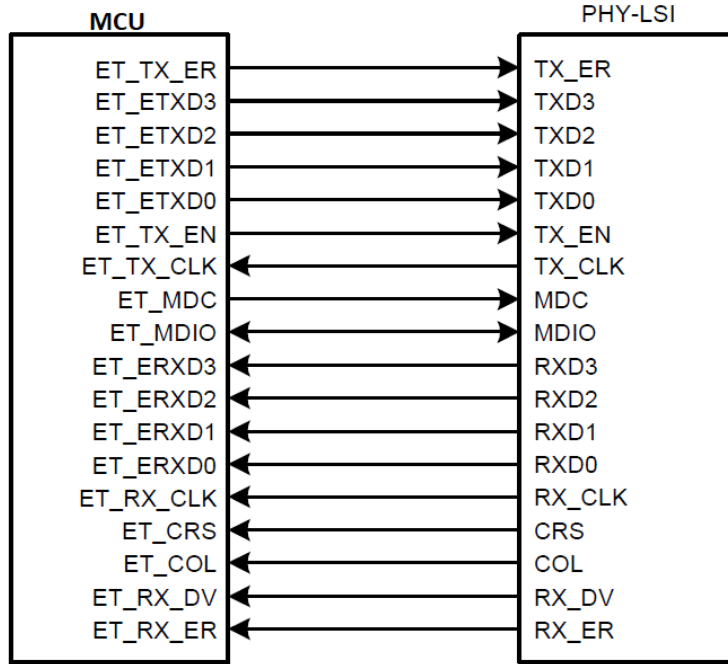 MCU
PHY-LSI
ET_TX_ER TX_ER
ET_ETXD3 TXD3
ET_ETXD2 TXD2
ET_ETXD1 TXD1
ET_ETXD0 TXD0
ET_TX_EN TX_EN
ET_TX_CLK TX_CLK
ET_MDC MDC
ET_MDIO MDIO
ET_ERXD3 RXD3
ET_ERXD2 RXD2
ET_ERXD1 RXD1
ET_ERXD0 RXD0
ET_RX_CLK RX_CLK
ET_CRS CRS
ET_COL COL
ET_RX_DV RX_DV
ET_RX_ER RX_ER